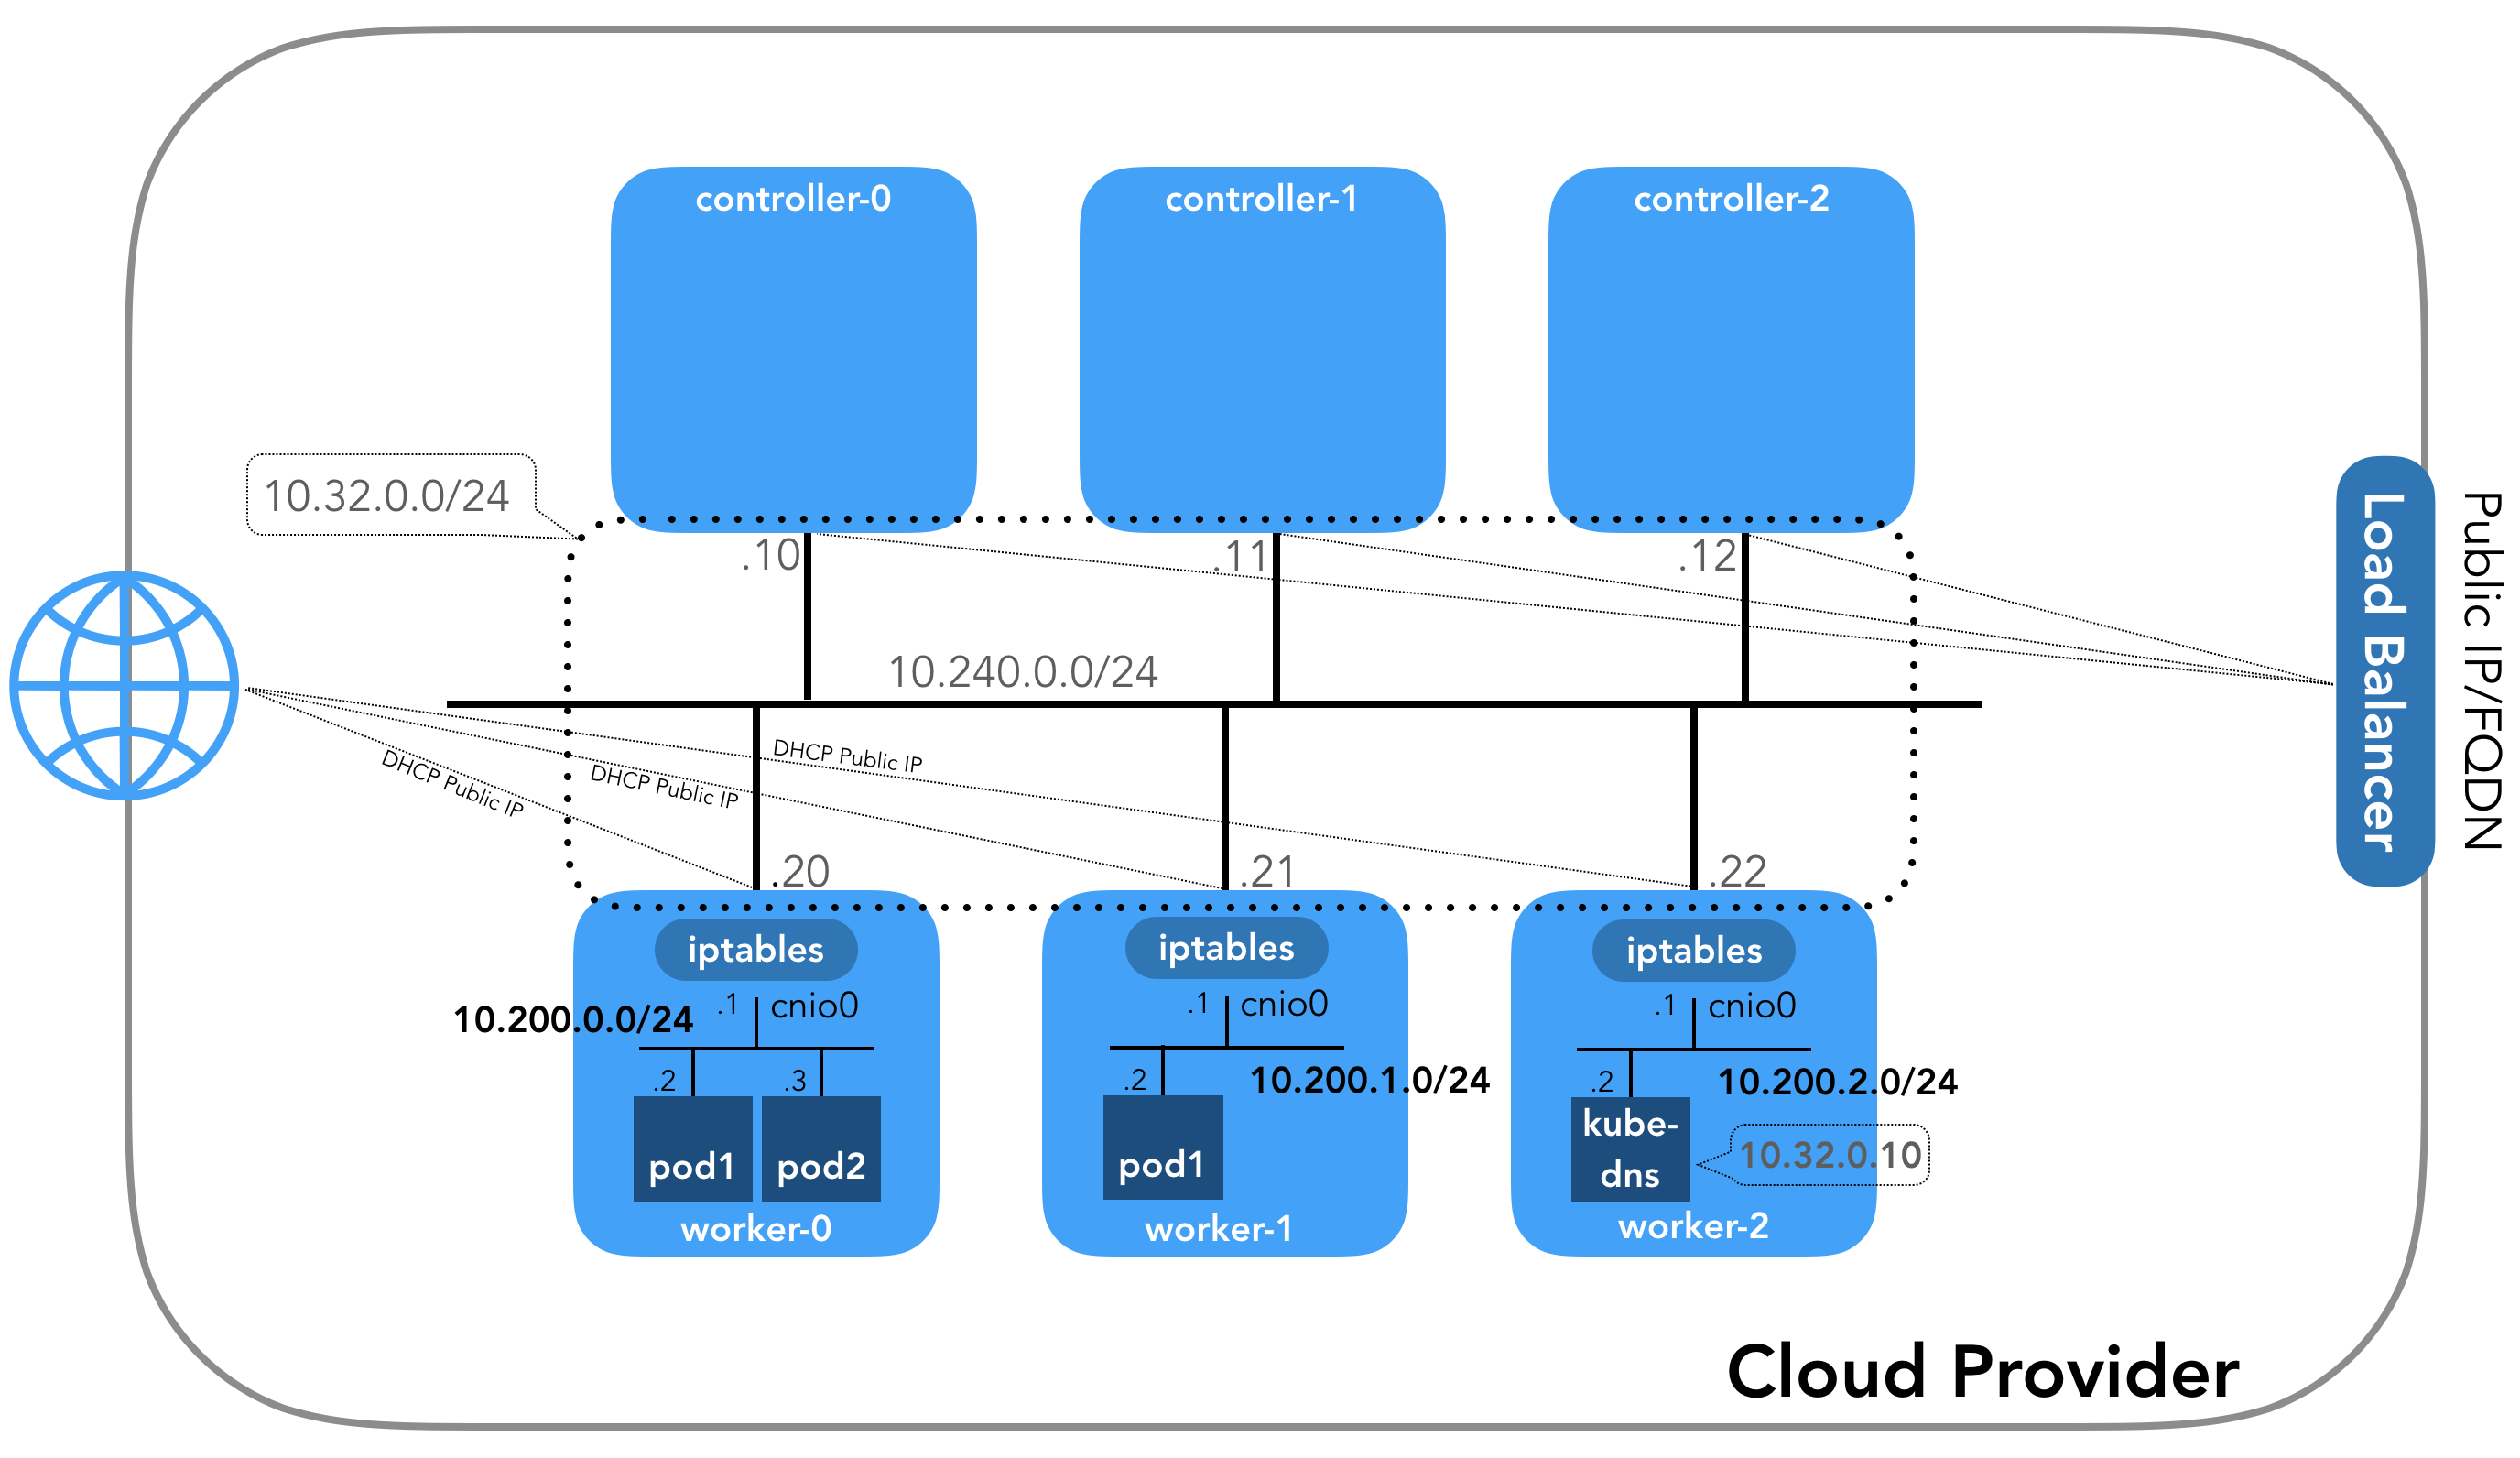 controller-0
controller-1
controller-2
10.32.0.0/24
.10
.11
.12
10.240.0.0/24
Load Balancer
Public IP/FQDN
DHCP Public IP
DHCP Public IP
DHCP Public IP
.20
.21
.22
iptables
iptables
iptables
10.200.0.0/24
.1
cnio0
.1
cnio0
.1
cnio0
.2
.3
.2
10.200.1.0/24
.2
10.200.2.0/24
pod1
pod2
pod1
kube-
dns
10.32.0.10
worker-0
worker-1
worker-2
Cloud Provider